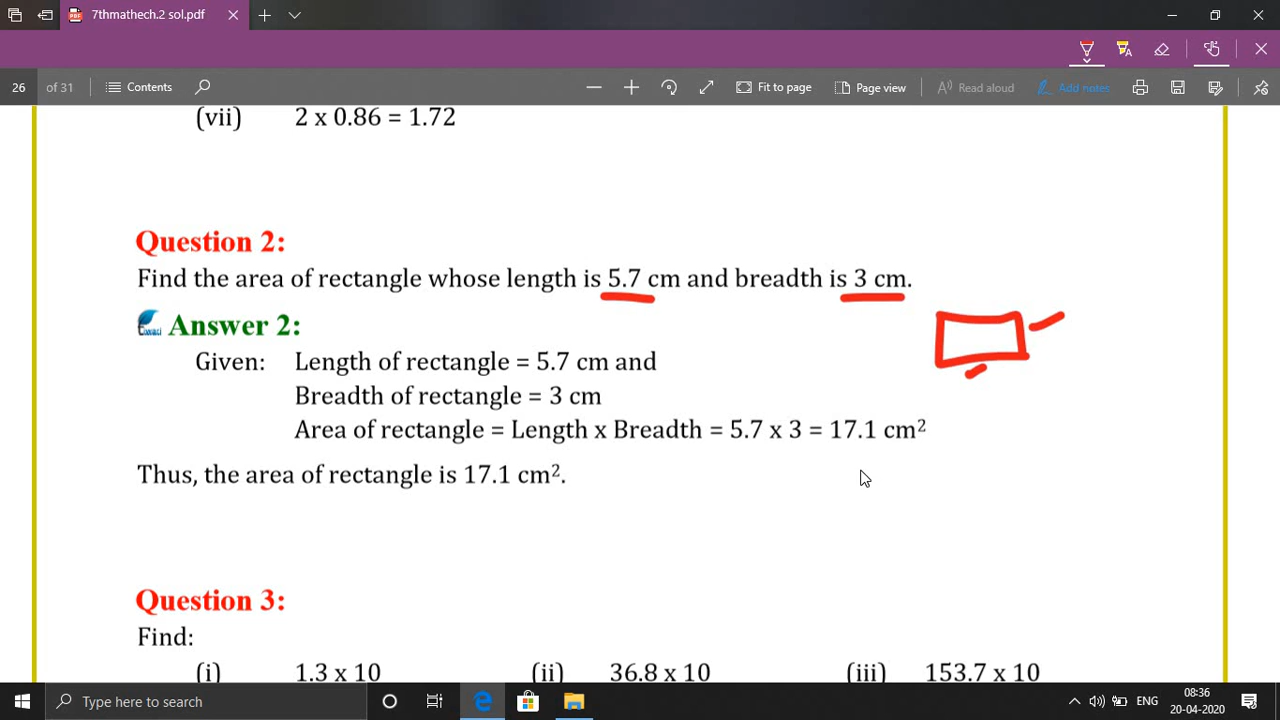 7thmathech.2 sol.pdf
26 of 31 Contents Fit to page Page view Read aloud Add notes
(vii) 2 x 0.86 = 1.72
Question 2:
Find the area of rectangle whose length is 5.7 cm and breadth is 3 cm.
Answer 2:
Given: Length of rectangle = 5.7 cm and
Breadth of rectangle = 3 cm
Area of rectangle = Length x Breadth = 5.7 x 3 = 17.1 cm²
Thus, the area of rectangle is 17.1 cm².
Question 3:
Find:
(i) 1.3 x 10 (ii) 36.8 x 10 (iii) 153.7 x 10
Type here to search
ENG
08:36
20-04-2020